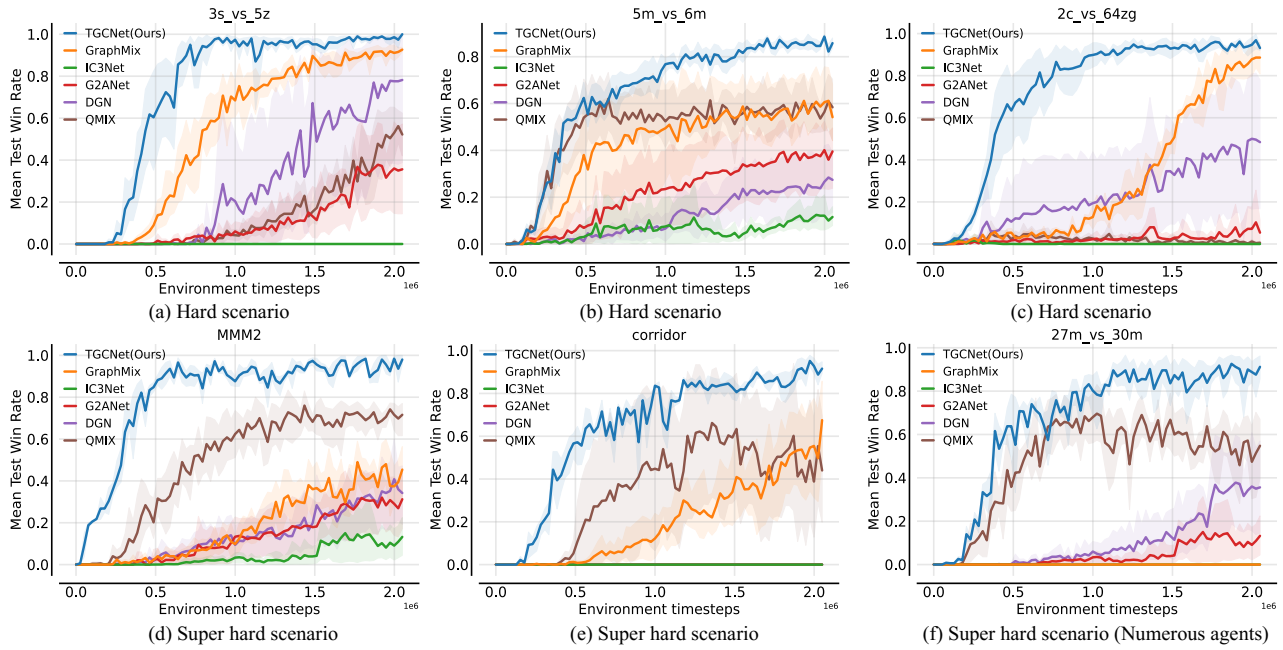 3s_vs_5z
Mean Test Win Rate
1.0
0.8
0.6
0.4
0.2
0.0
TGCNet(Ours)
GraphMix
IC3Net
G2ANet
DGN
QMIX
0.0 0.5 1.0 1.5 2.0
1e6
Environment timesteps
(a) Hard scenario
5m_vs_6m
Mean Test Win Rate
0.8
0.6
0.4
0.2
0.0
TGCNet(Ours)
GraphMix
IC3Net
G2ANet
DGN
QMIX
0.0 0.5 1.0 1.5 2.0
1e6
Environment timesteps
(b) Hard scenario
2c_vs_64zg
Mean Test Win Rate
1.0
0.8
0.6
0.4
0.2
0.0
TGCNet(Ours)
GraphMix
IC3Net
G2ANet
DGN
QMIX
0.0 0.5 1.0 1.5 2.0
1e6
Environment timesteps
(c) Hard scenario
MMM2
Mean Test Win Rate
1.0
0.8
0.6
0.4
0.2
0.0
TGCNet(Ours)
GraphMix
IC3Net
G2ANet
DGN
QMIX
0.0 0.5 1.0 1.5 2.0
1e6
Environment timesteps
(d) Super hard scenario
corridor
Mean Test Win Rate
1.0
0.8
0.6
0.4
0.2
0.0
TGCNet(Ours)
GraphMix
IC3Net
G2ANet
DGN
QMIX
0.0 0.5 1.0 1.5 2.0
1e6
Environment timesteps
(e) Super hard scenario
27m_vs_30m
Mean Test Win Rate
1.0
0.8
0.6
0.4
0.2
0.0
TGCNet(Ours)
GraphMix
IC3Net
G2ANet
DGN
QMIX
0.0 0.5 1.0 1.5 2.0
1e6
Environment timesteps
(f) Super hard scenario (Numerous agents)